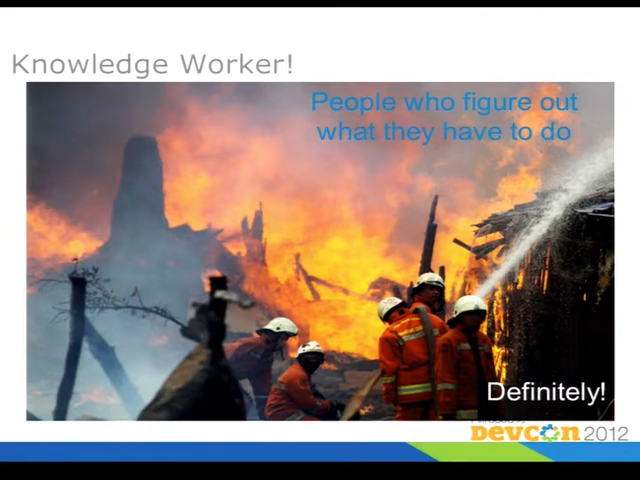 Knowledge Worker!
People who figure out
what they have to do
Definitely!
DEVCON 2012